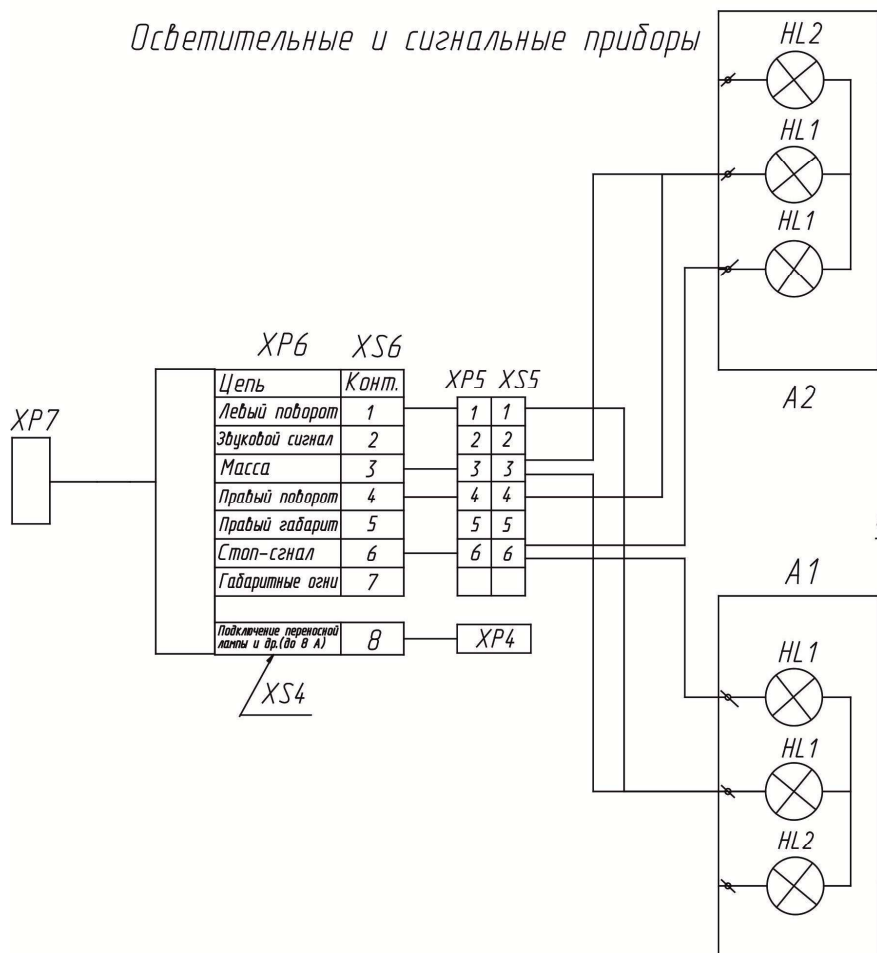 Осветительные и сигнальные приборы
HL2
HL1
HL1
A2
XP7
XP6 XS6
XP5 XS5
Цепь Конт.
Левый поворот 1 1 1
Звуковой сигнал 2 2 2
Масса 3 3 3
Правый поворот 4 4 4
Правый габарит 5 5 5
Стоп-сгнал 6 6 6
Габаритные огни 7
Подключение переносной
лампы и др.(до 8 А) 8 XP4
XS4
A1
HL1
HL1
HL2